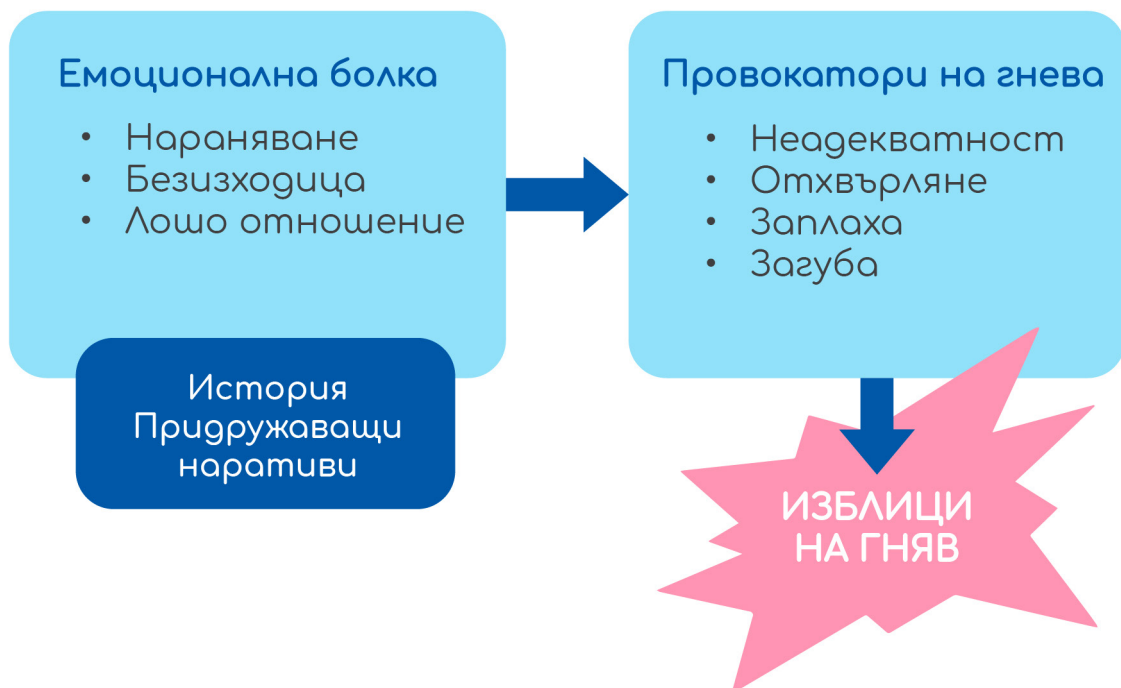 Емоционална болка
• Нараняване
• Безизходица
• Лошо отношение
История
Придружаващи
наративи
Провокатори на гнева
• Неадекватност
• Отхвърляне
• Заплаха
• Загуба
ИЗБЛИЦИ
НА ГНЯВ